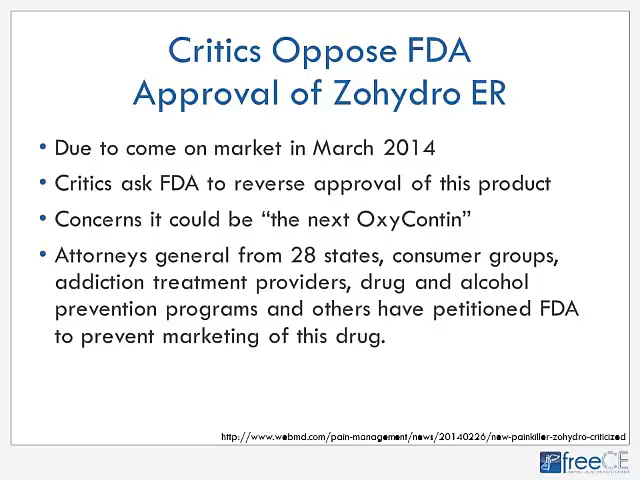 Critics Oppose FDA
Approval of Zohydro ER
• Due to come on market in March 2014
• Critics ask FDA to reverse approval of this product
• Concerns it could be “the next OxyContin”
• Attorneys general from 28 states, consumer groups,
addiction treatment providers, drug and alcohol
prevention programs and others have petitioned FDA
to prevent marketing of this drug.
http://www.webmd.com/pain-management/news/20140226/new-painkiller-zohydro-criticized
freeCE